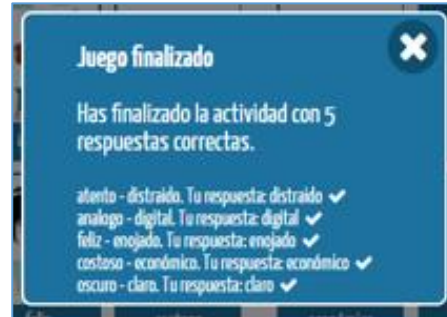 Juego finalizado
Has finalizado la actividad con 5
respuestas correctas.
atento - distraido. Tu respuesta: distraido ✔
analogo - digital. Tu respuesta: digital ✔
feliz - enojado. Tu respuesta: enojado ✔
costoso - económico. Tu respuesta: económico ✔
oscuro - claro. Tu respuesta: claro ✔